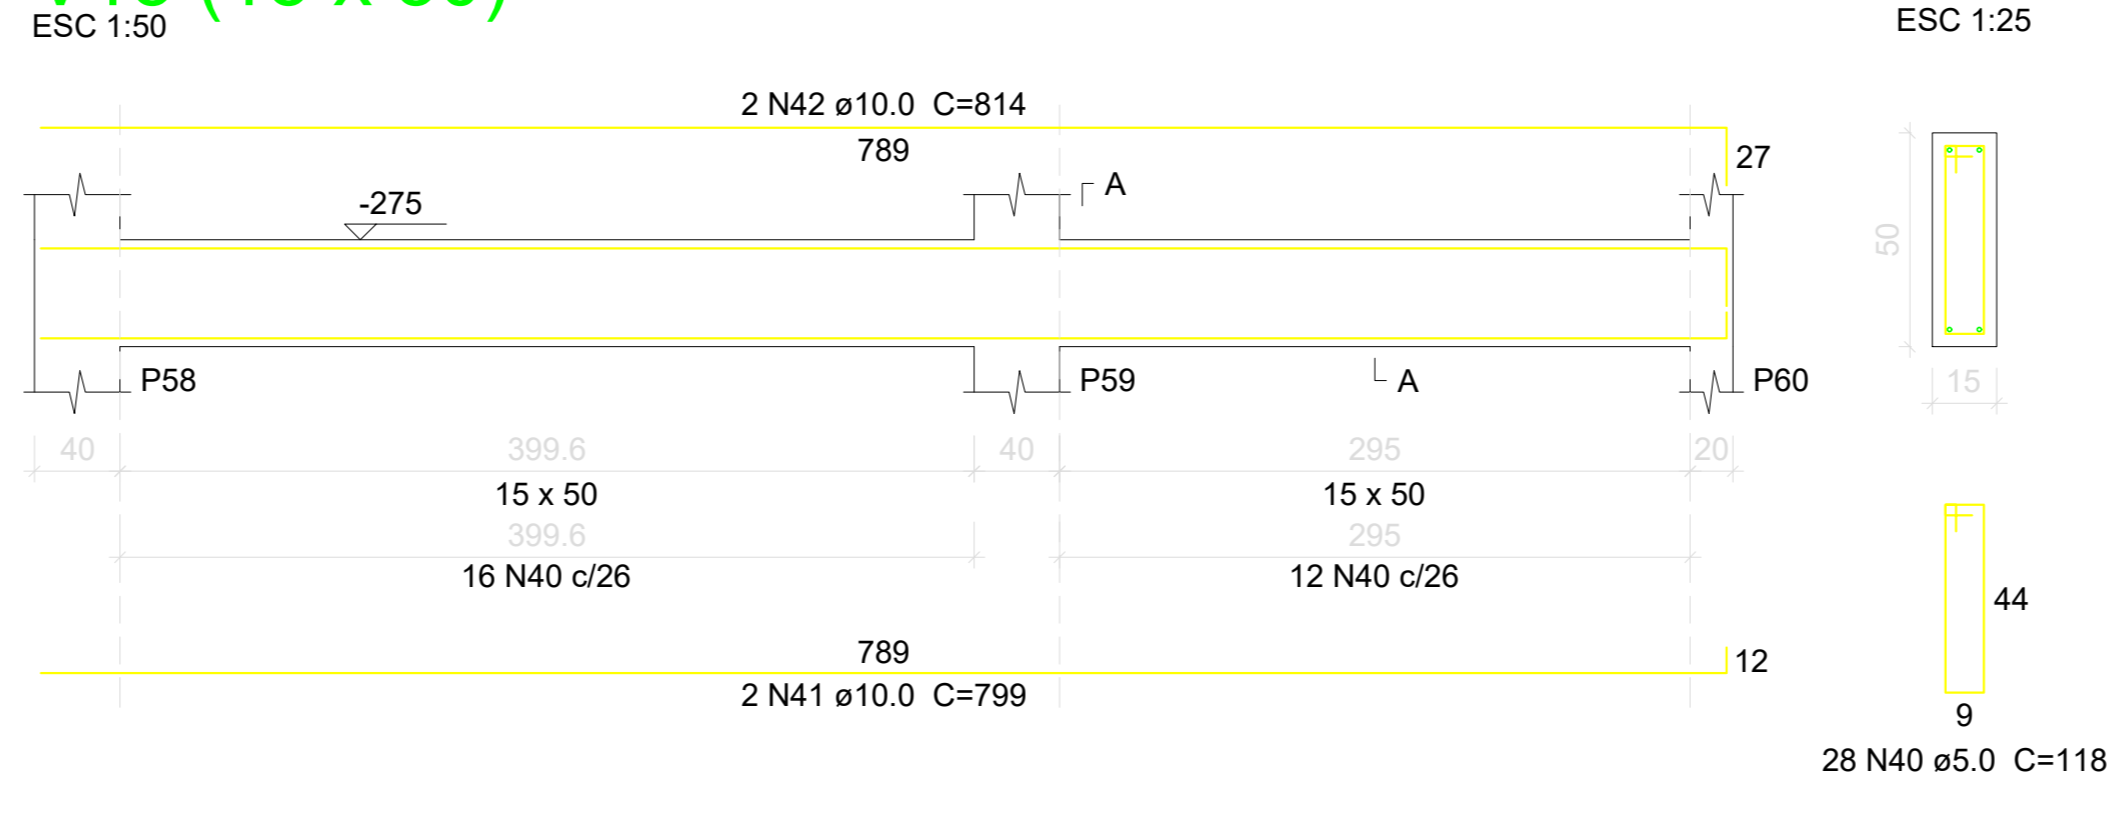 ESC 1:50
ESC 1:25
2 N42 ø10.0 C=814
789
27
A
-275
50
P58
P59
A
P60
15
40
399.6
40
295
20
15 x 50
15 x 50
399.6
295
16 N40 c/26
12 N40 c/26
44
789
12
2 N41 ø10.0 C=799
9
28 N40 ø5.0 C=118